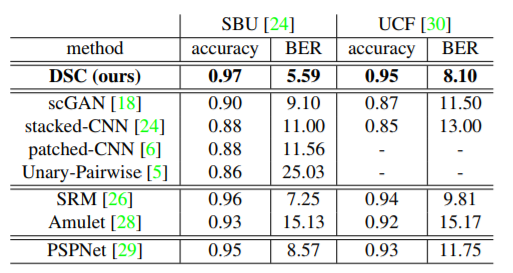 SBU [24] UCF [30]
method accuracy BER accuracy BER
DSC (ours) 0.97 5.59 0.95 8.10
scGAN [18] 0.90 9.10 0.87 11.50
stacked-CNN [24] 0.88 11.00 0.85 13.00
patched-CNN [6] 0.88 11.56 - -
Unary-Pairwise [5] 0.86 25.03 - -
SRM [26] 0.96 7.25 0.94 9.81
Amulet [28] 0.93 15.13 0.92 15.17
PSPNet [29] 0.95 8.57 0.93 11.75